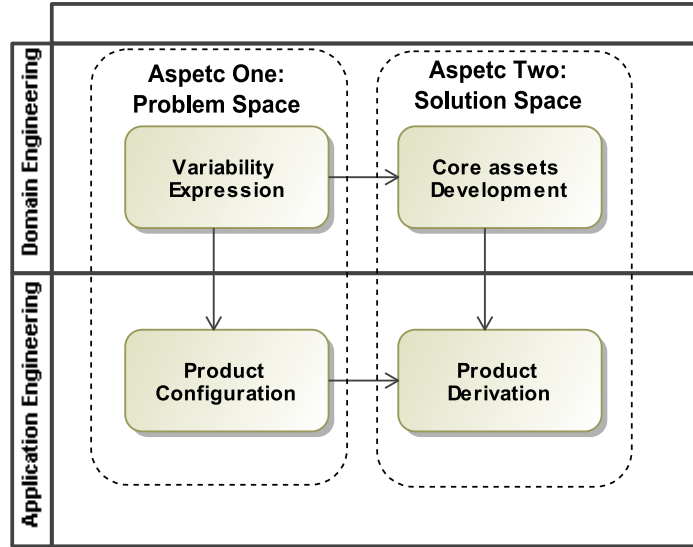 Domain Engineering
Aspetc One:
Problem Space
Aspetc Two:
Solution Space
Variability
Expression
Core assets
Development
Application Engineering
Product
Configuration
Product
Derivation